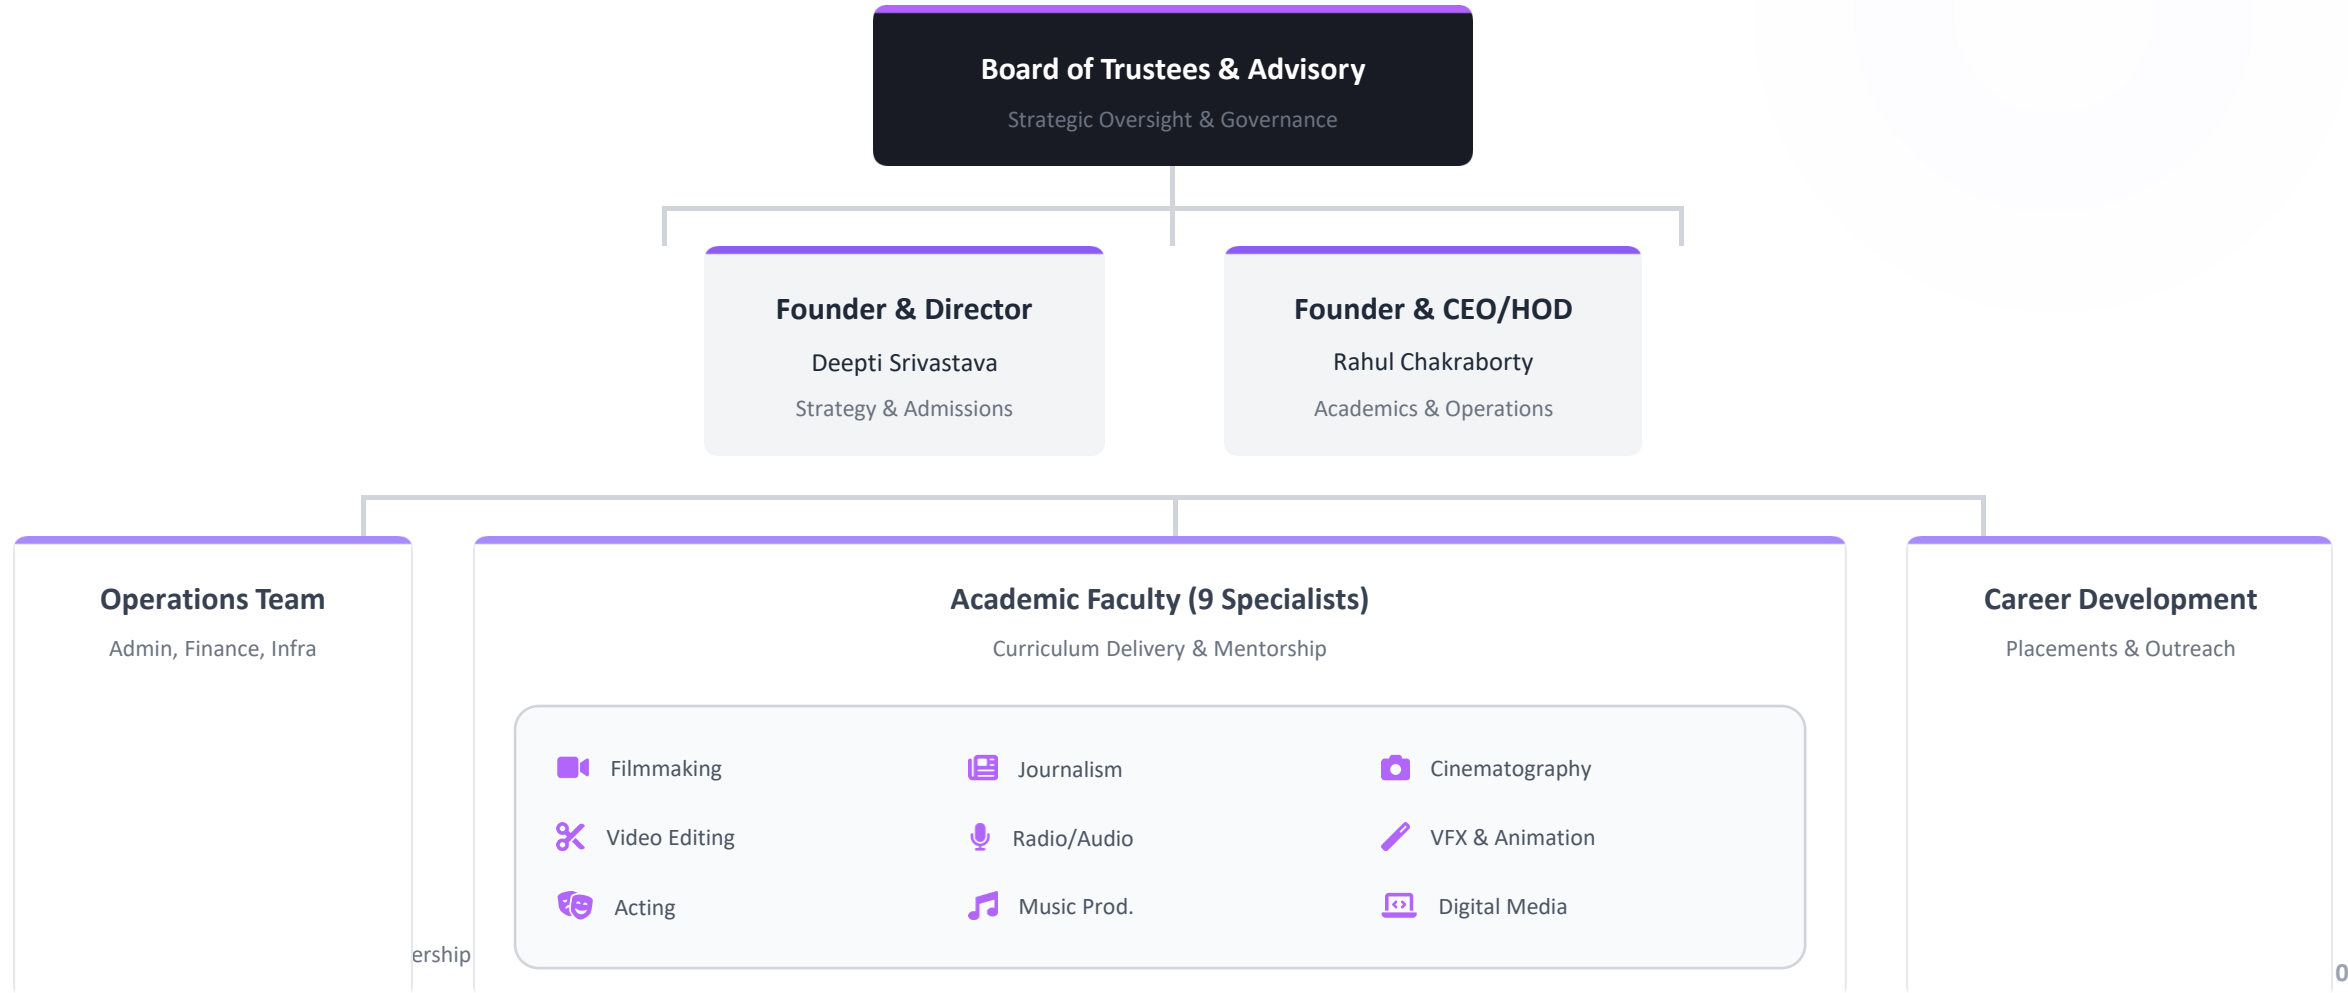 Board of Trustees & Advisory
Strategic Oversight & Governance
Founder & Director
Deepti Srivastava
Strategy & Admissions
Founder & CEO/HOD
Rahul Chakraborty
Academics & Operations
Operations Team
Admin, Finance, Infra
Academic Faculty (9 Specialists)
Curriculum Delivery & Mentorship
Filmmaking
Journalism
Cinematography
Video Editing
Radio/Audio
VFX & Animation
Acting
Music Prod.
Digital Media
Career Development
Placements & Outreach
ership
0